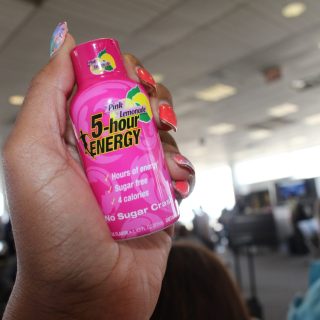 Pink
Lemonade
5-hour
ENERGY
Hours of energy
Sugar free
4 calories
No Sugar Crash